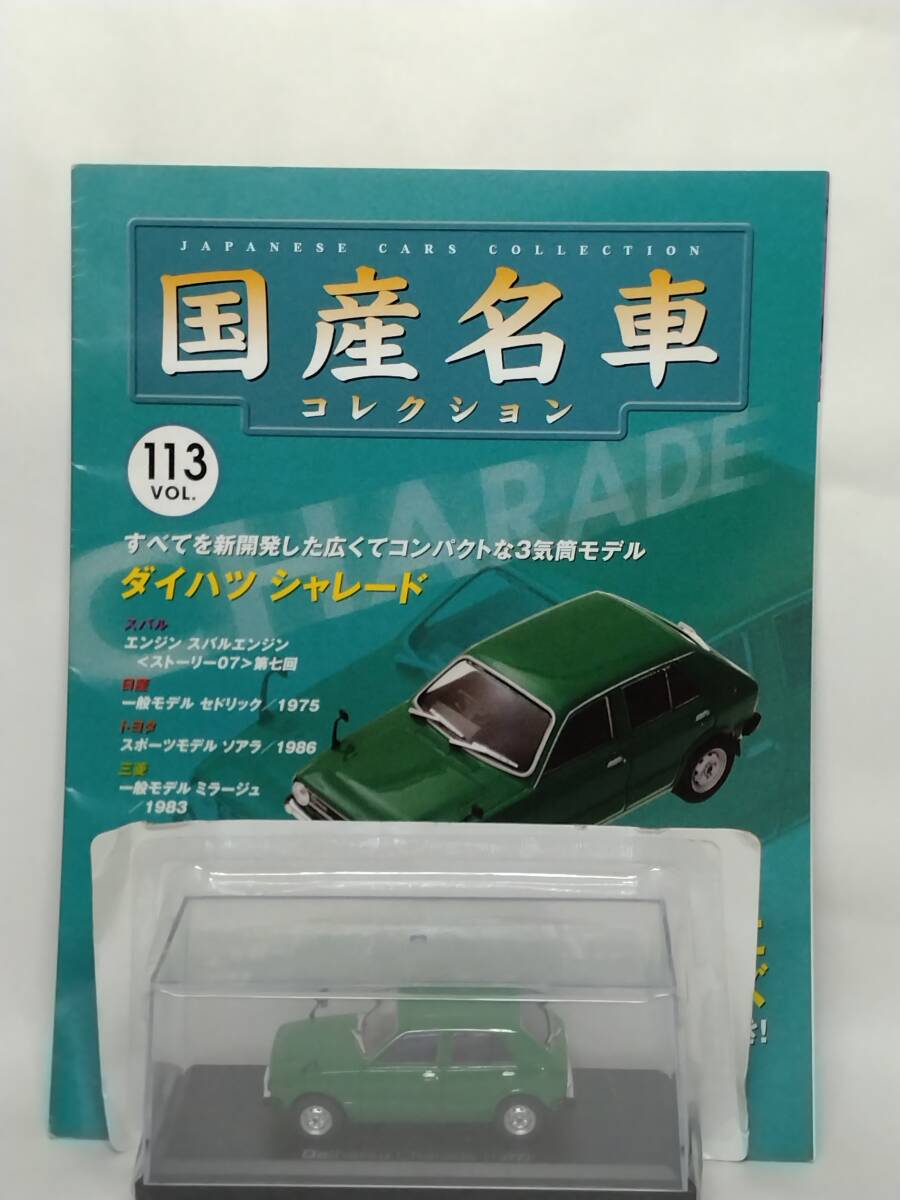 JAPANESE CARS COLLECTION
国産名車
コレクション
113
VOL.
CHARADE
すべてを新開発した広くてコンパクトな3気筒モデル
ダイハツ シャレード
スバル
エンジン スバルエンジン
<ストーリー07>第七回
日産
一般モデル セドリック/1975
トヨタ
スポーツモデル ソアラ/1986
三菱
一般モデル ミラージュ
/1983
き!
Daihatsu Charade